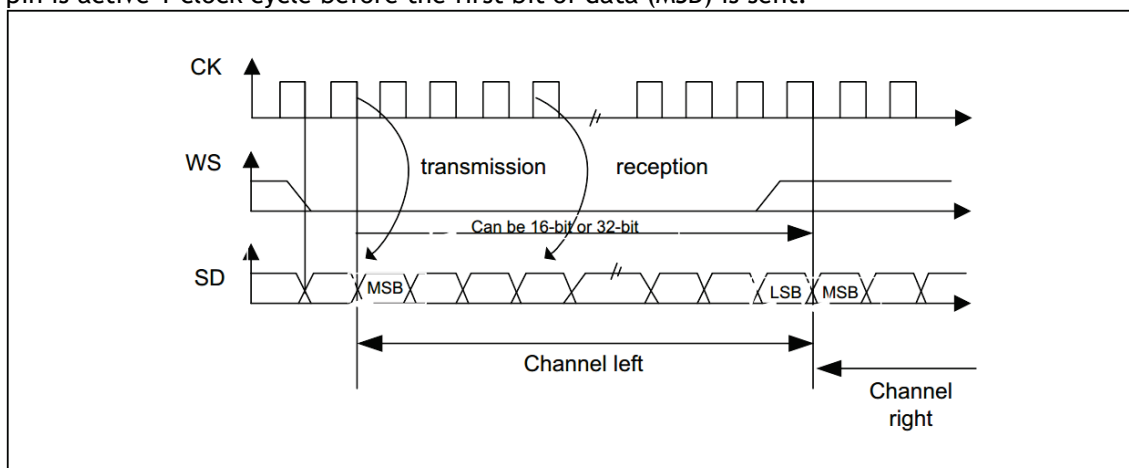 pin is active 1 clock cycle before the first bit of data (MSB) is sent.
CK
transmission
reception
WS
Can be 16-bit or 32-bit
SD
MSB
LSB
MSB
Channel left
Channel
right